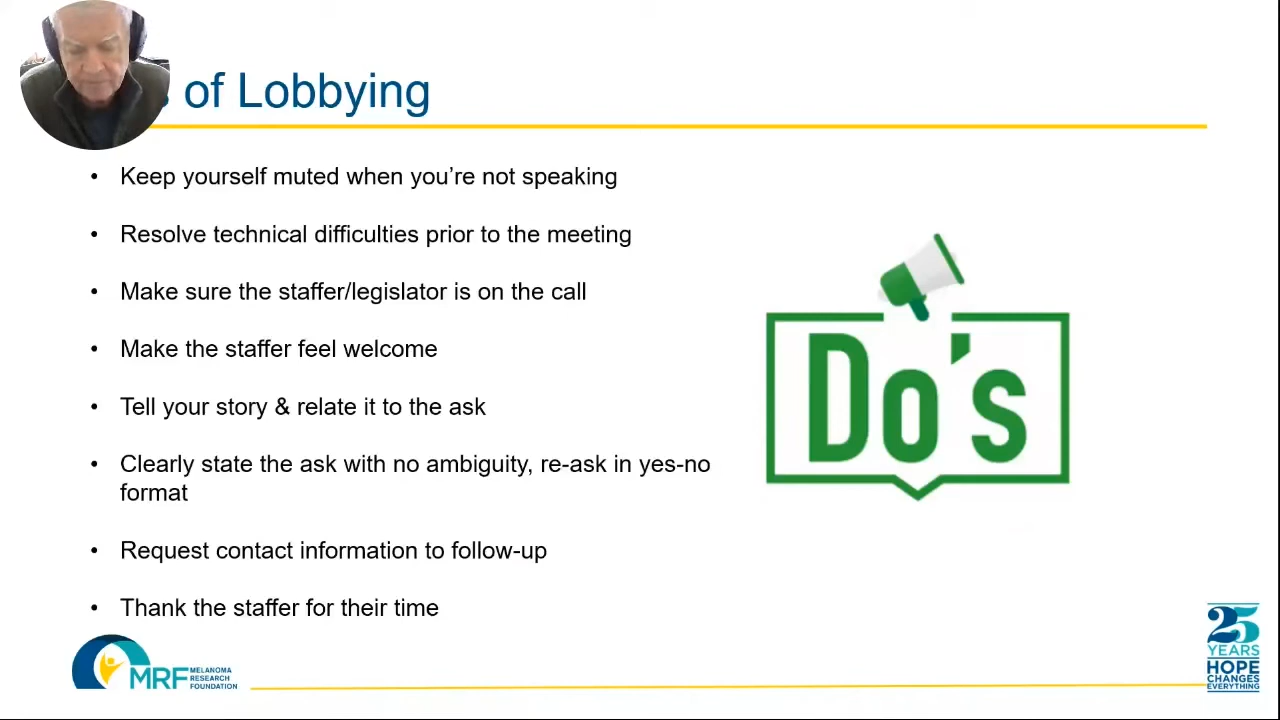 of Lobbying
• Keep yourself muted when you’re not speaking
• Resolve technical difficulties prior to the meeting
• Make sure the staffer/legislator is on the call
• Make the staffer feel welcome
• Tell your story & relate it to the ask
• Clearly state the ask with no ambiguity, re-ask in yes-no
format
• Request contact information to follow-up
• Thank the staffer for their time
Do's
MRF MELANOMA
RESEARCH
FOUNDATION
25
YEARS
HOPE
CHANGES
EVERYTHING